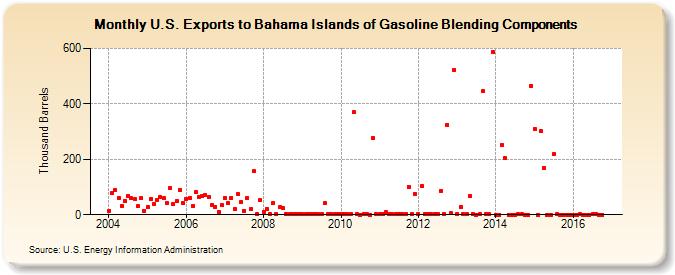 Monthly U.S. Exports to Bahama Islands of Gasoline Blending Components
Thousand Barrels
600
400
200
0
2004 2006 2008 2010 2012 2014 2016
Source: U.S. Energy Information Administration